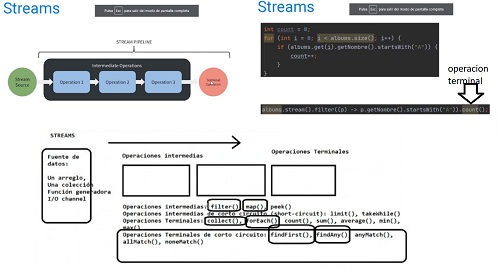 Streams
Pulsa Esc para salir del modo de pantalla completa
STREAM PIPELINE
Intermediate Operations
Stream
Source
Operation 1
Operation 2
Operation 3
Terminal
Operation
Streams
Pulsa Esc para salir del modo de pantalla completa
int count = 0;
for (int i = 0; i < albums.size(); i++) {
if (albums.get(i).getNombre().startsWith("A")) {
count++;
}
}
operacion
terminal
albums.stream().filter((p) -> p.getNombre().startsWith("A")).count();
STREAMS
Fuente de
datos:
Un arreglo,
Una colección
Función generadora
I/O channel
Operaciones intermedias
Operaciones Terminales
Operaciones intermedias: filter(), map(), peek()
Operaciones intermedias de corto circuito (short-circuit): limit(), takeWhile()
Operaciones Terminales: collect(), forEach() count(), sum(), average(), min(),
max()
Operaciones Terminales de corto circuito: findFirst(), findAny() anyMatch(),
allMatch(), noneMatch()